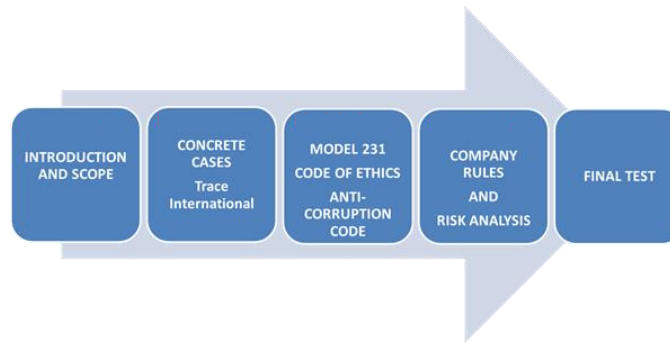 INTRODUCTION
AND SCOPE
CONCRETE
CASES
Trace
International
MODEL 231
CODE OF ETHICS
ANTI-
CORRUPTION
CODE
COMPANY
RULES
AND
RISK ANALYSIS
FINAL TEST